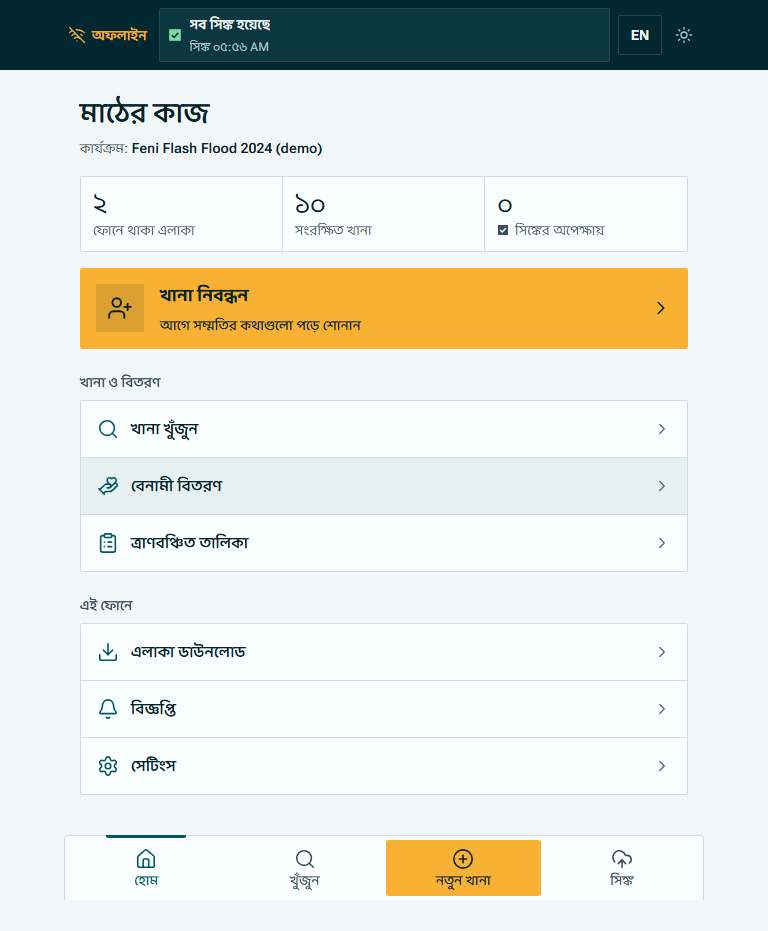 অফলাইন
সব সিঙ্ক হয়েছে
সিঙ্ক ০৫:৫৬ AM
EN
মাঠের কাজ
কার্যক্রম: Feni Flash Flood 2024 (demo)
২
ফোনে থাকা এলাকা
১০
সংরক্ষিত খানা
০
সিঙ্কের অপেক্ষায়
খানা নিবন্ধন
আগে সম্মতির কথাগুলো পড়ে শোনান
খানা ও বিতরণ
খানা খুঁজুন
বেনামী বিতরণ
ত্রাণবঞ্চিত তালিকা
এই ফোনে
এলাকা ডাউনলোড
বিজ্ঞপ্তি
সেটিংস
হোম
খুঁজুন
নতুন খানা
সিঙ্ক